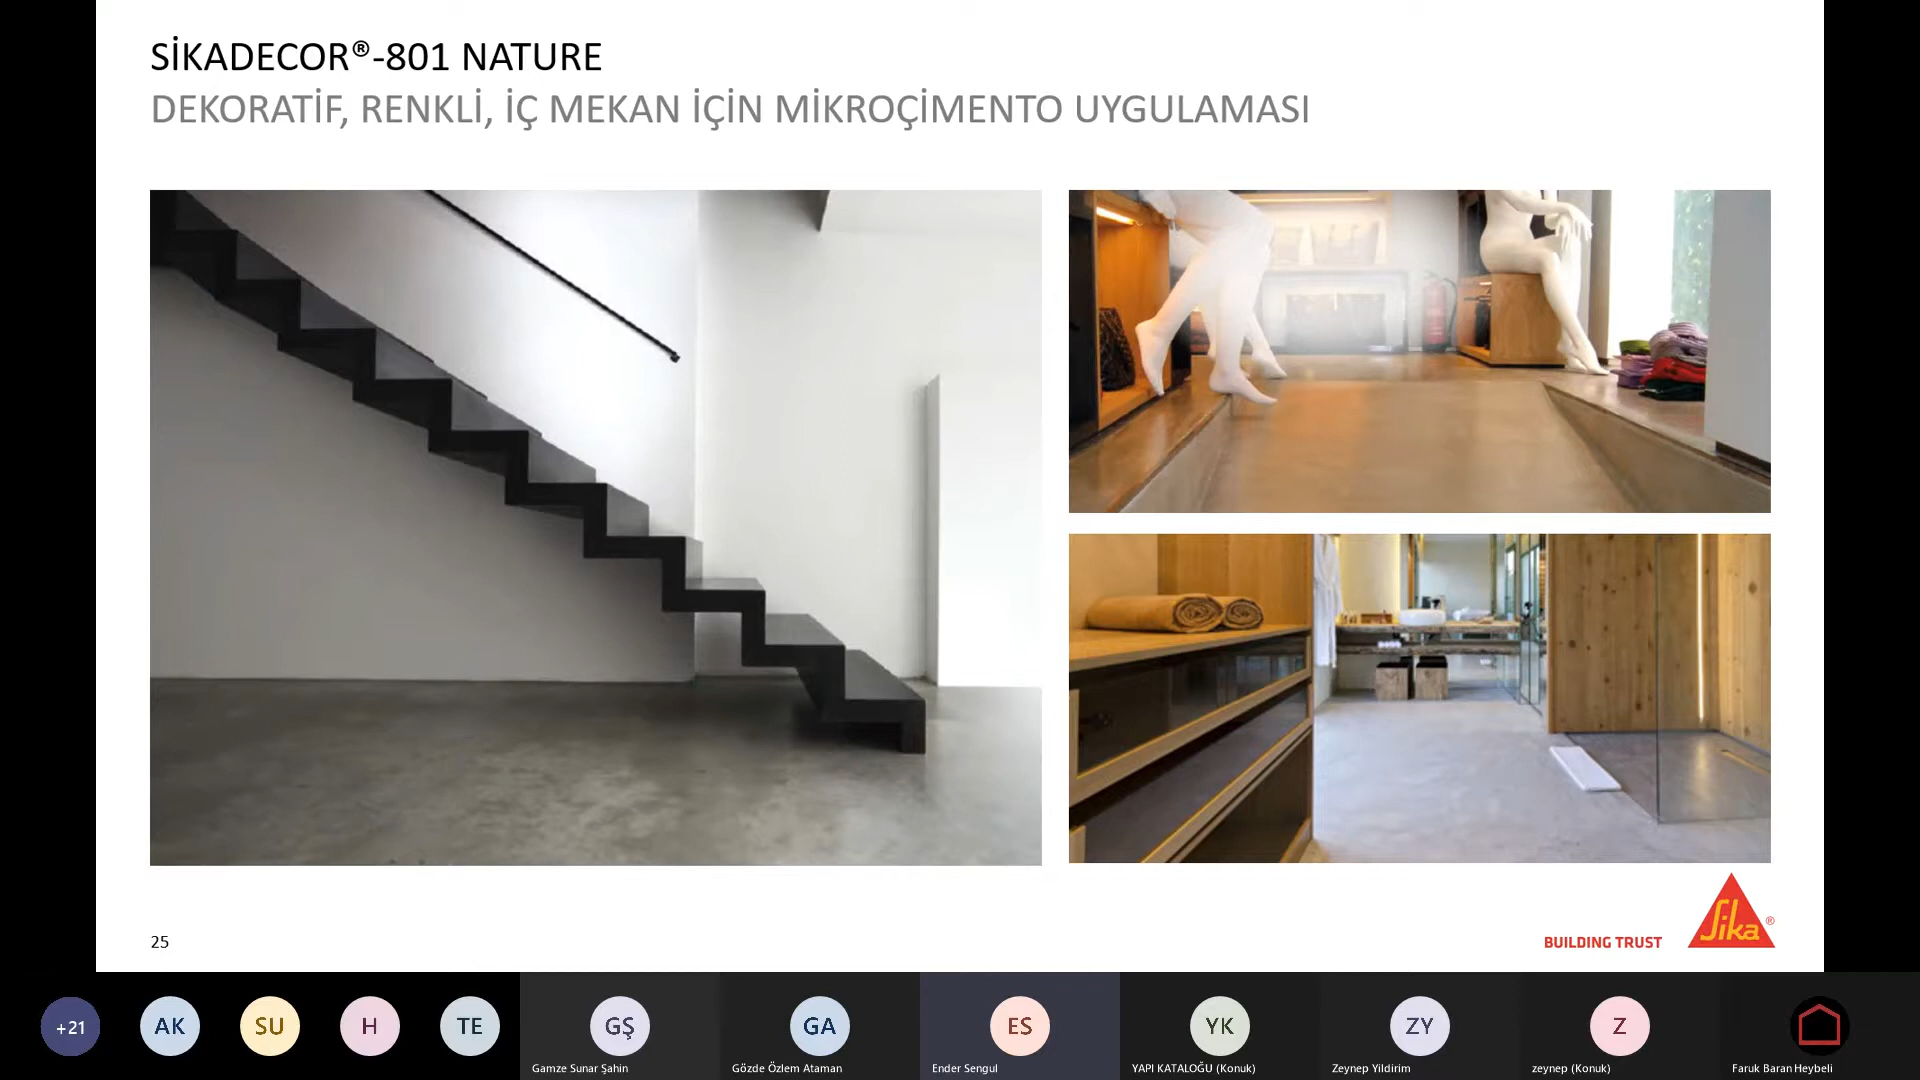 SİKADECOR®-801 NATURE
DEKORATİF, RENKLİ, İÇ MEKAN İÇİN MİKROÇİMENTO UYGULAMASI
25
BUILDING TRUST
Sika®
+21
AK
SU
H
TE
GŞ
GA
ES
YK
ZY
Z
Gamze Sunar Şahin
Gözde Özlem Ataman
Ender Sengul
YAPI KATALOĞU (Konuk)
Zeynep Yildirim
zeynep (Konuk)
Faruk Baran Heybeli